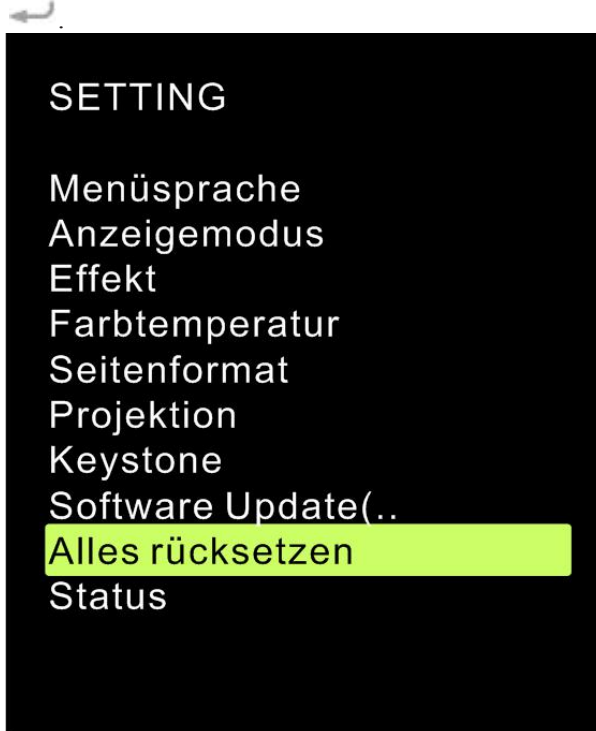 .
SETTING
Menüsprache
Anzeigemodus
Effekt
Farbtemperatur
Seitenformat
Projektion
Keystone
Software Update(..
Alles rücksetzen
Status